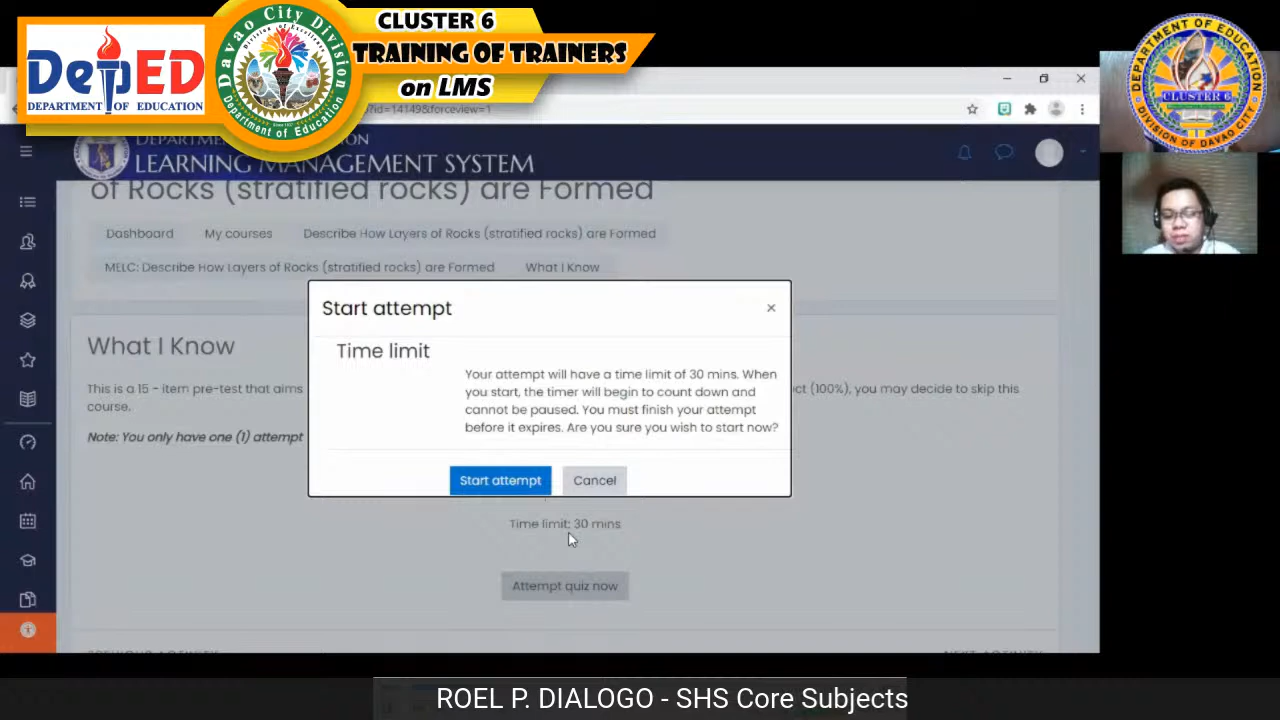 DepED
DEPARTMENT OF EDUCATION
Davao City Division
Department of Education
CLUSTER 6
TRAINING OF TRAINERS
on LMS
DEPARTMENT OF EDUCATION
CLUSTER 6
DIVISION OF DAVAO CITY
?id=14149&forceview=1
LEARNING MANAGEMENT SYSTEM
of Rocks (stratified rocks) are Formed
Dashboard My courses Describe How Layers of Rocks (stratified rocks) are Formed
MELC: Describe How Layers of Rocks (stratified rocks) are Formed What I Know
Start attempt ×
Time limit
Your attempt will have a time limit of 30 mins. When
you start, the timer will begin to count down and
cannot be paused. You must finish your attempt
before it expires. Are you sure you wish to start now?
Start attempt Cancel
What I Know
This is a 15 - item pre-test that aims
ct (100%), you may decide to skip this
course.
Note: You only have one (1) attempt
Time limit: 30 mins
Attempt quiz now
ROEL P. DIALOGO - SHS Core Subjects